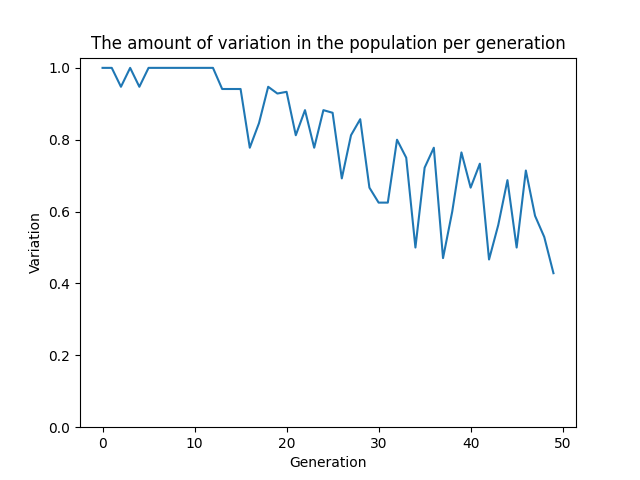 The amount of variation in the population per generation
1.0
0.8
0.6
0.4
0.2
0.0
Variation
0 10 20 30 40 50
Generation